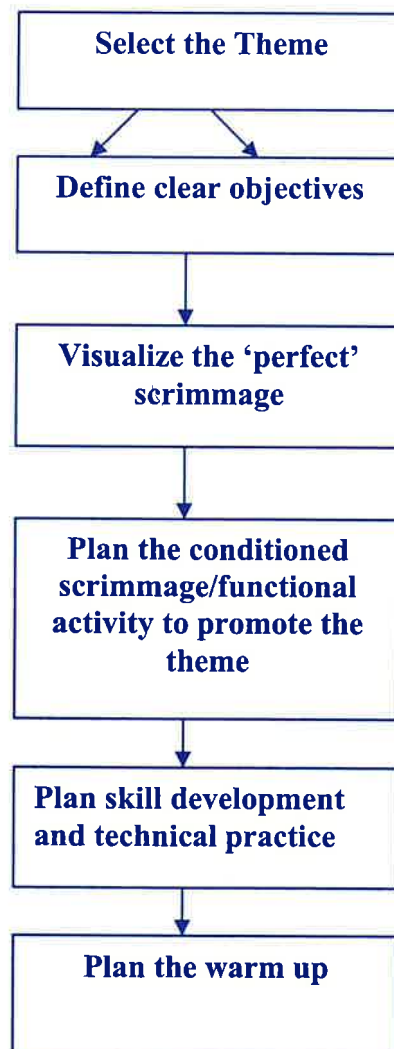 Select the Theme
Define clear objectives
Visualize the ‘perfect’
scrimmage
Plan the conditioned
scrimmage/functional
activity to promote the
theme
Plan skill development
and technical practice
Plan the warm up